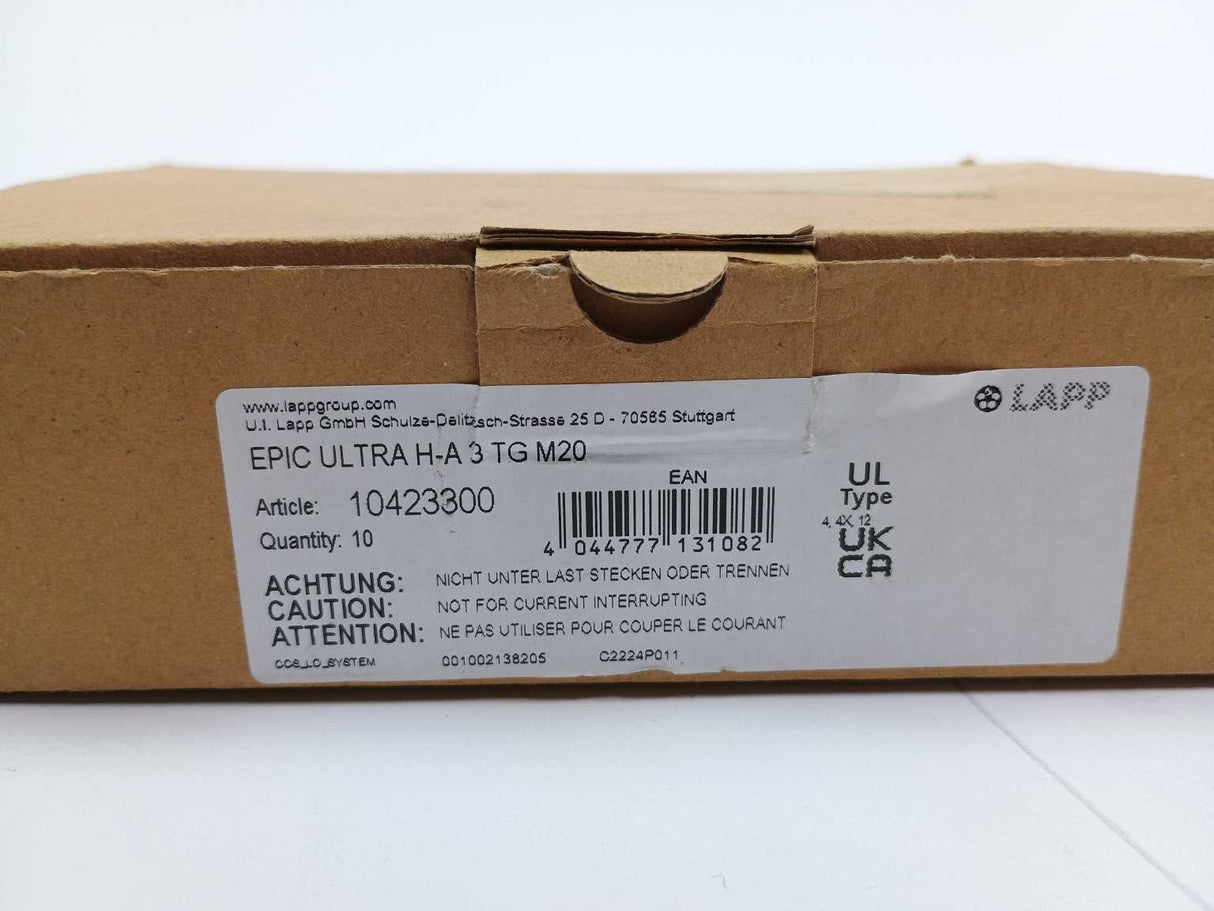 www.lappgroup.com
U.I. Lapp GmbH Schulze-Delitzsch-Strasse 25 D - 70565 Stuttgart
LAPP
EPIC ULTRA H-A 3 TG M20
Article: 10423300
Quantity: 10
EAN
4 044777 131082
UL
Type
4, 4X, 12
UK
CA
ACHTUNG: NICHT UNTER LAST STECKEN ODER TRENNEN
CAUTION: NOT FOR CURRENT INTERRUPTING
ATTENTION: NE PAS UTILISER POUR COUPER LE COURANT
CCS_LC_SYSTEM 001002138205 C2224P011